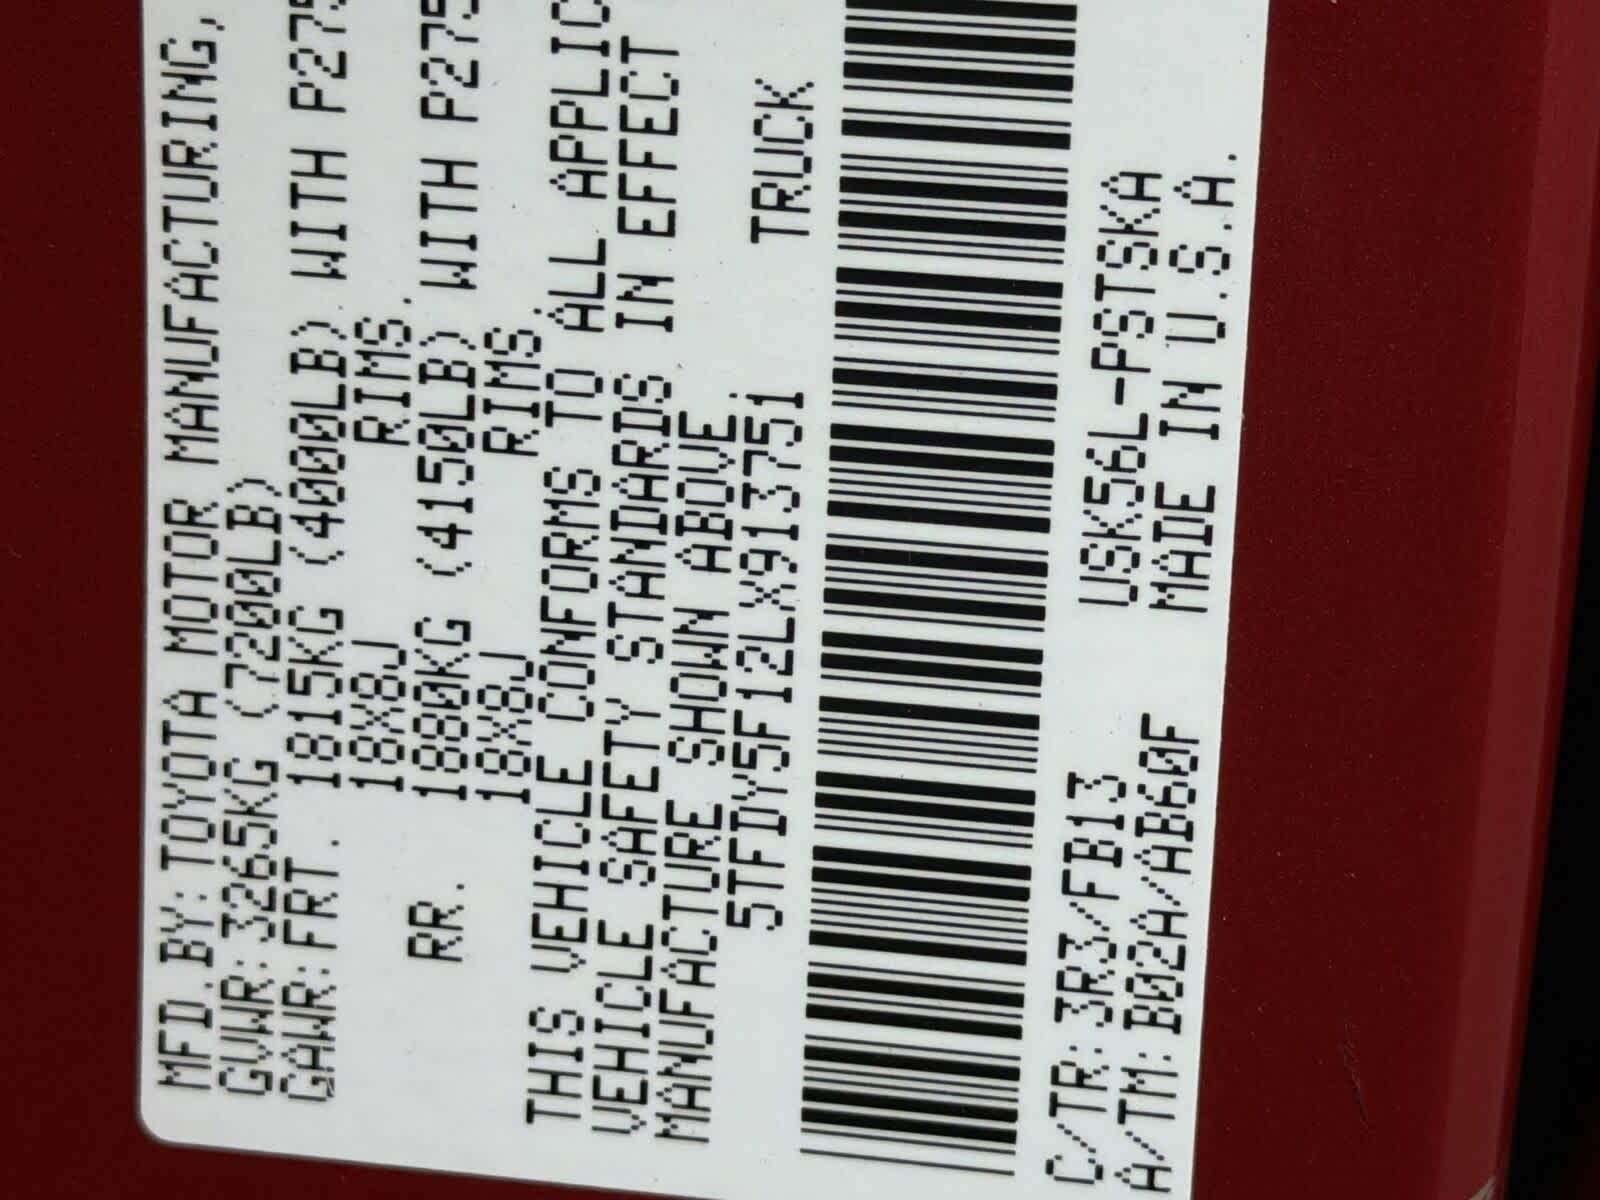 MFD.BY: TOYOTA MOTOR MANUFACTURING,
GVWR: 3265KG (7200LB)
GAWR: FRT. 1815KG (4000LB) WITH P275
18X8J RIMS.
RR. 1880KG (4150LB) WITH P275
18X8J RIMS.
THIS VEHICLE CONFORMS TO ALL APPLIC
VEHICLE SAFETY STANDARDS IN EFFECT
MANUFACTURE SHOWN ABOVE.
5TFDY5F12LX913751 TRUCK
C/TR: 3R3/FB13 USK56L-PSTSKA
A/TM: B02A/AB60F MADE IN U.S.A.